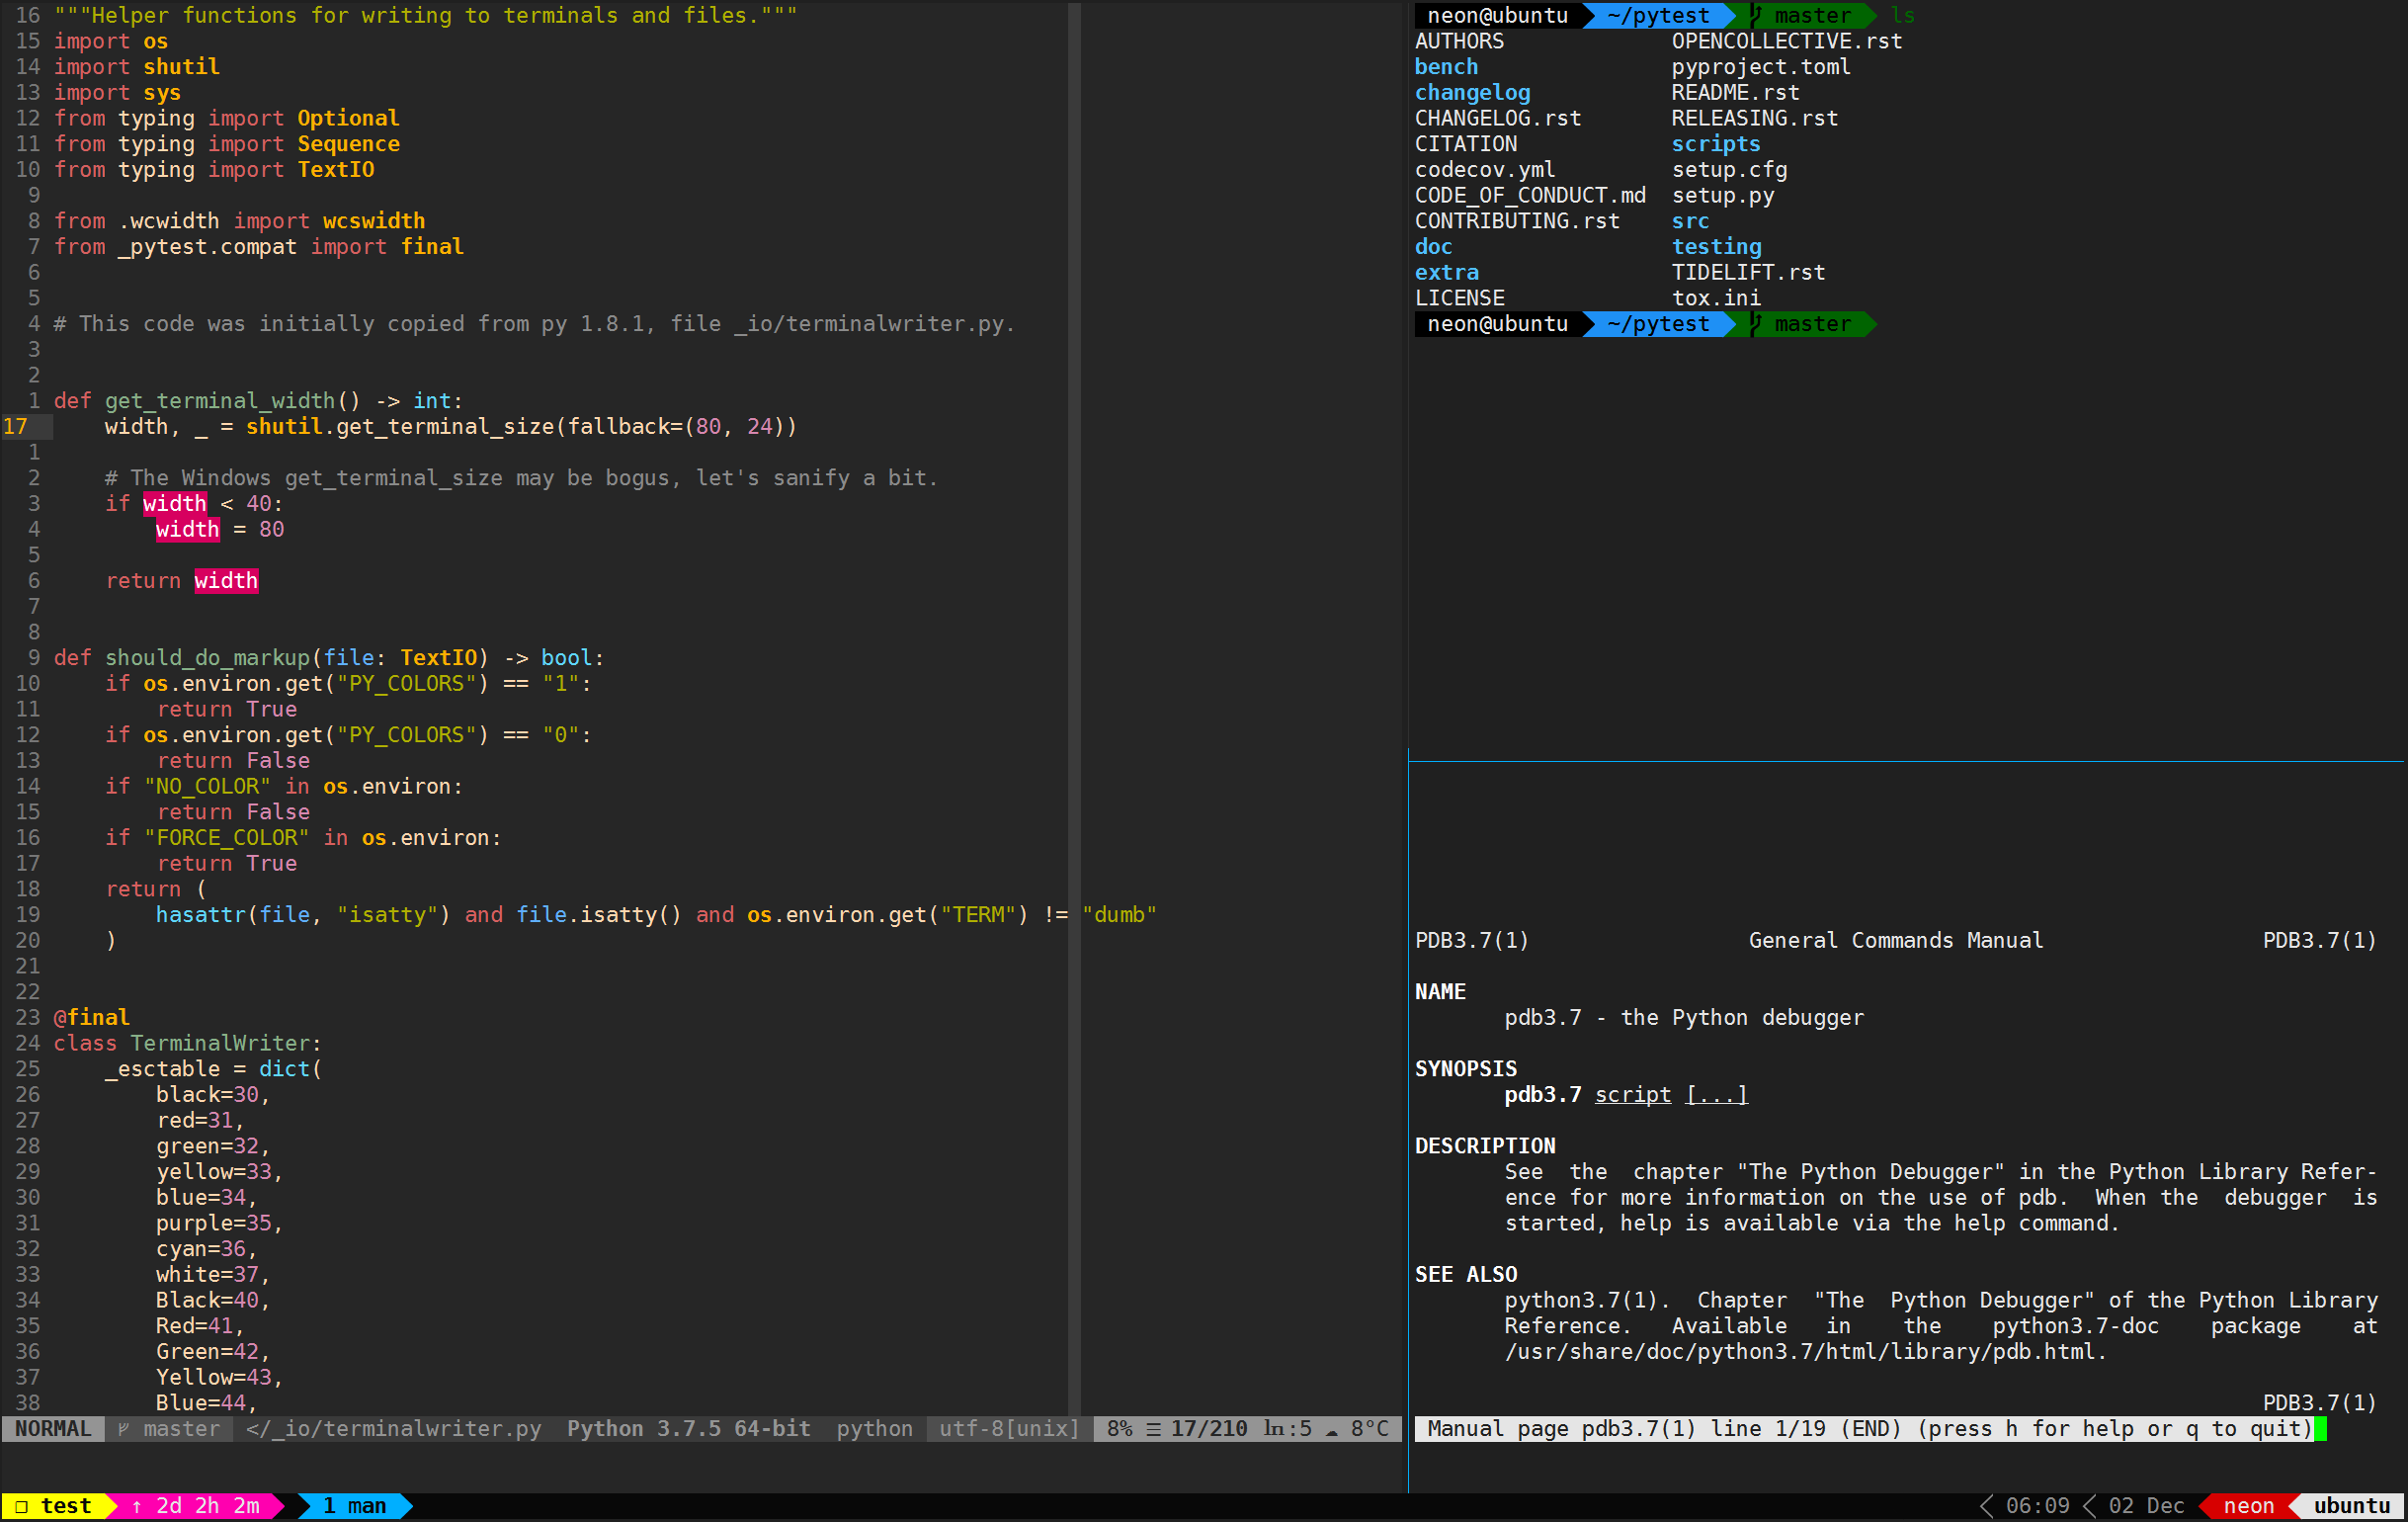 16 """Helper functions for writing to terminals and files."""
15 import os
14 import shutil
13 import sys
12 from typing import Optional
11 from typing import Sequence
10 from typing import TextIO
9
8 from .wcwidth import wcswidth
7 from _pytest.compat import final
6
5
4 # This code was initially copied from py 1.8.1, file _io/terminalwriter.py.
3
2
1 def get_terminal_width() -> int:
17     width, _ = shutil.get_terminal_size(fallback=(80, 24))
1
2     # The Windows get_terminal_size may be bogus, let's sanify a bit.
3     if width < 40:
4         width = 80
5
6     return width
7
8
9 def should_do_markup(file: TextIO) -> bool:
10     if os.environ.get("PY_COLORS") == "1":
11         return True
12     if os.environ.get("PY_COLORS") == "0":
13         return False
14     if "NO_COLOR" in os.environ:
15         return False
16     if "FORCE_COLOR" in os.environ:
17         return True
18     return (
19         hasattr(file, "isatty") and file.isatty() and os.environ.get("TERM") != "dumb"
20     )
21
22
23 @final
24 class TerminalWriter:
25     _esctable = dict(
26         black=30,
27         red=31,
28         green=32,
29         yellow=33,
30         blue=34,
31         purple=35,
32         cyan=36,
33         white=37,
34         Black=40,
35         Red=41,
36         Green=42,
37         Yellow=43,
38         Blue=44,
NORMAL master </_io/terminalwriter.py Python 3.7.5 64-bit python utf-8[unix] 8% ☰ 17/210 ln:5 ☁ 8°C
neon@ubuntu ~/pytest master ls
AUTHORS OPENCOLLECTIVE.rst
bench pyproject.toml
changelog README.rst
CHANGELOG.rst RELEASING.rst
CITATION scripts
codecov.yml setup.cfg
CODE_OF_CONDUCT.md setup.py
CONTRIBUTING.rst src
doc testing
extra TIDELIFT.rst
LICENSE tox.ini
neon@ubuntu ~/pytest master
PDB3.7(1) General Commands Manual PDB3.7(1)
NAME
pdb3.7 - the Python debugger
SYNOPSIS
pdb3.7 script [...]
DESCRIPTION
See the chapter "The Python Debugger" in the Python Library Refer-
ence for more information on the use of pdb. When the debugger is
started, help is available via the help command.
SEE ALSO
python3.7(1). Chapter "The Python Debugger" of the Python Library
Reference. Available in the python3.7-doc package at
/usr/share/doc/python3.7/html/library/pdb.html.
PDB3.7(1)
Manual page pdb3.7(1) line 1/19 (END) (press h for help or q to quit)
❐ test ↑ 2d 2h 2m 1 man 06:09 02 Dec neon ubuntu